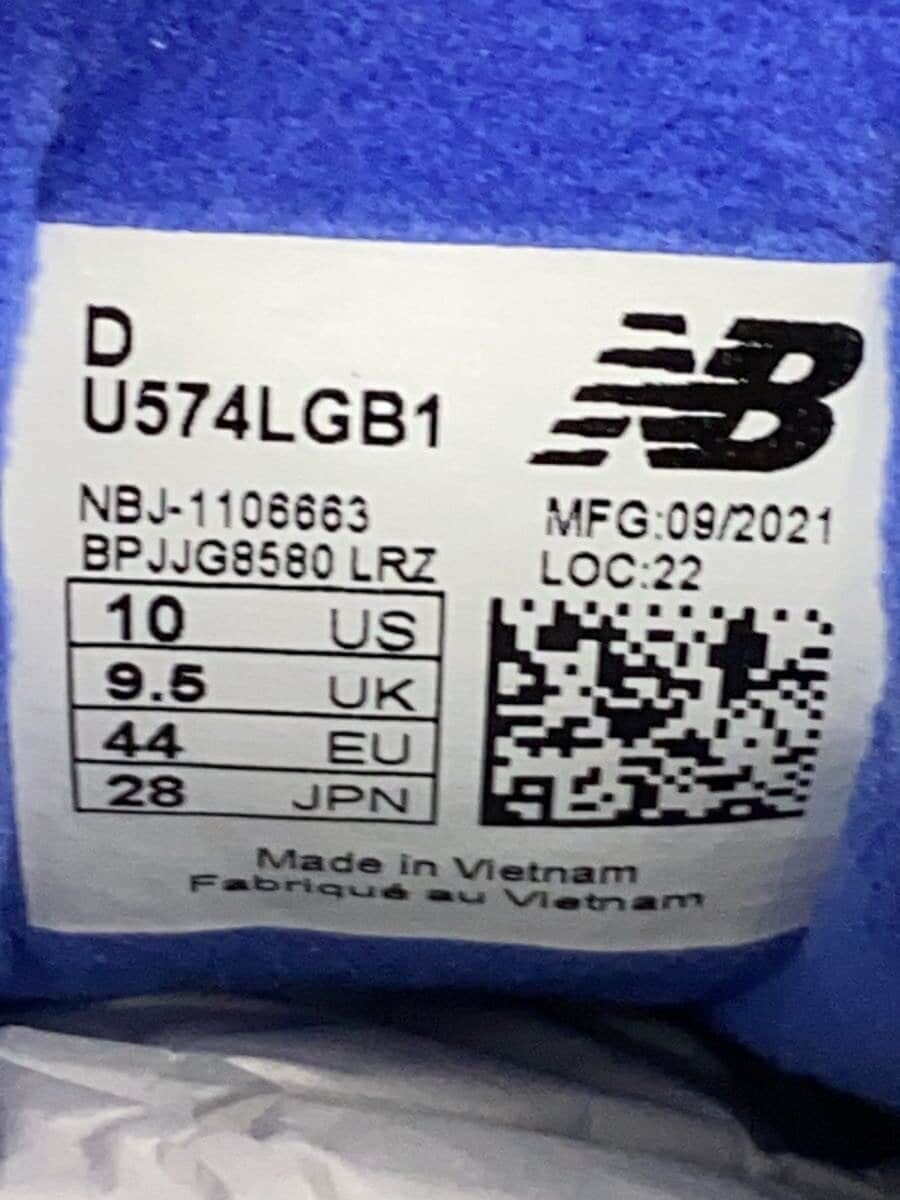 D
U574LGB1
NB
NBJ-1106663
MFG:09/2021
BPJJG8580 LRZ
LOC:22
10 US
9.5 UK
44 EU
28 JPN
Made in Vietnam
Fabriqué au Vietnam